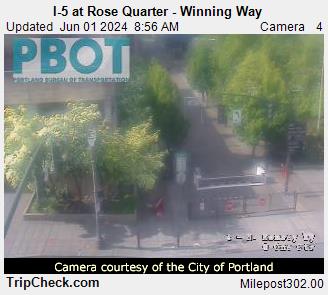 I-5 at Rose Quarter - Winning Way
Updated Jun 01 2024 8:56 AM Camera 4
PBOT
PORTLAND BUREAU OF TRANSPORTATION
Camera courtesy of the City of Portland
TripCheck.com Milepost302.00